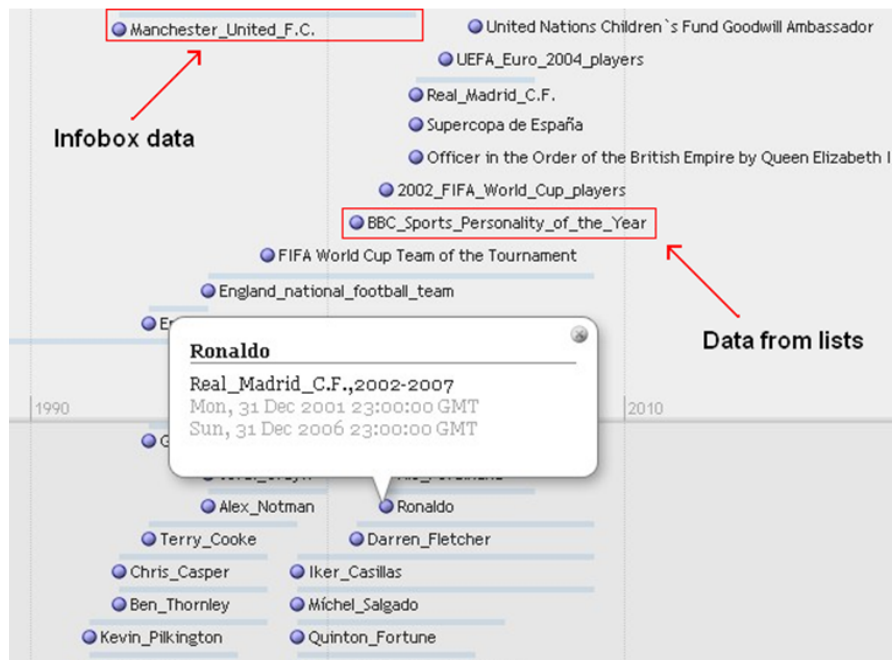 Manchester_United_F.C.
United Nations Children`s Fund Goodwill Ambassador
UEFA_Euro_2004_players
Real_Madrid_C.F.
Infobox data
Supercopa de España
Officer in the Order of the British Empire by Queen Elizabeth I
2002_FIFA_World_Cup_players
BBC_Sports_Personality_of_the_Year
FIFA World Cup Team of the Tournament
England_national_football_team
Data from lists
Ronaldo
Real_Madrid_C.F.,2002-2007
Mon, 31 Dec 2001 23:00:00 GMT
Sun, 31 Dec 2006 23:00:00 GMT
1990
2010
Alex_Notman
Ronaldo
Terry_Cooke
Darren_Fletcher
Chris_Casper
Iker_Casillas
Ben_Thornley
Míchel_Salgado
Kevin_Pilkington
Quinton_Fortune